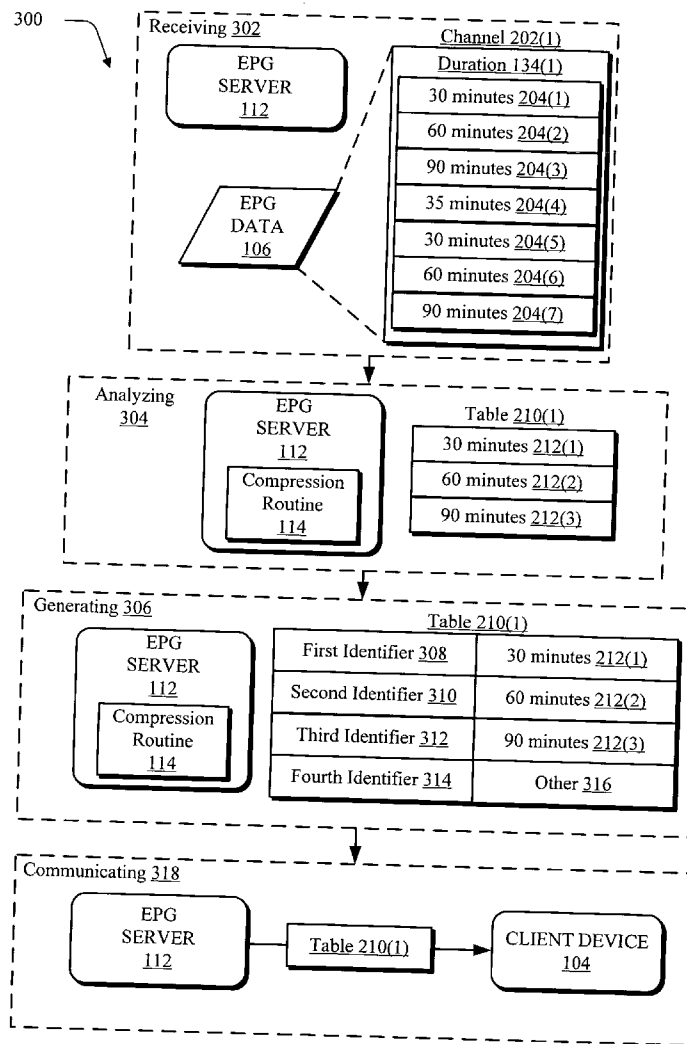 300
Receiving 302
EPG
SERVER
112
EPG
DATA
106
Channel 202(1)
Duration 134(1)
30 minutes 204(1)
60 minutes 204(2)
90 minutes 204(3)
35 minutes 204(4)
30 minutes 204(5)
60 minutes 204(6)
90 minutes 204(7)
Analyzing
304
EPG
SERVER
112
Compression
Routine
114
Table 210(1)
30 minutes 212(1)
60 minutes 212(2)
90 minutes 212(3)
Generating 306
EPG
SERVER
112
Compression
Routine
114
Table 210(1)
First Identifier 308 30 minutes 212(1)
Second Identifier 310 60 minutes 212(2)
Third Identifier 312 90 minutes 212(3)
Fourth Identifier 314 Other 316
Communicating 318
EPG
SERVER
112
Table 210(1)
CLIENT DEVICE
104